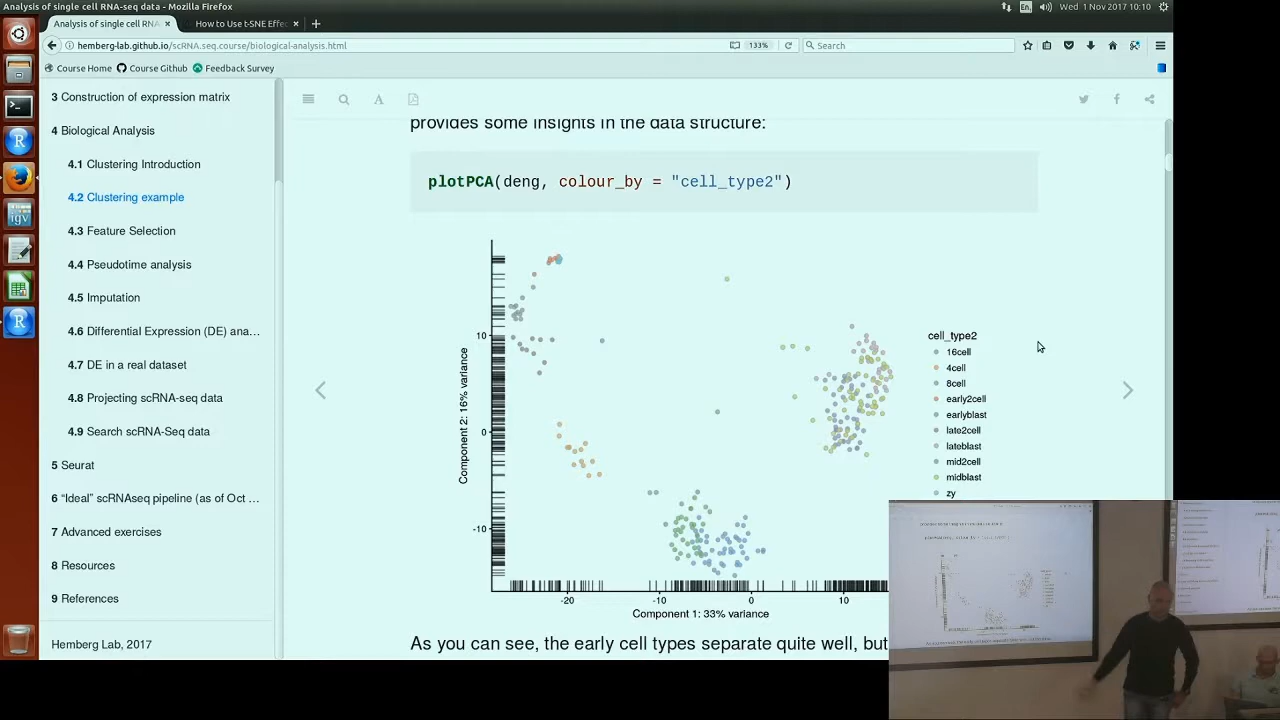 Analysis of single cell RNA-seq data - Mozilla Firefox
En
Wed 1 Nov 2017 10:10
Analysis of single cell RNA
How to Use t-SNE Effec
hemberg-lab.github.io/scRNA.seq.course/biological-analysis.html
133%
Search
Course Home
Course Github
Feedback Survey
3 Construction of expression matrix
4 Biological Analysis
4.1 Clustering Introduction
4.2 Clustering example
4.3 Feature Selection
4.4 Pseudotime analysis
4.5 Imputation
4.6 Differential Expression (DE) ana…
4.7 DE in a real dataset
4.8 Projecting scRNA-seq data
4.9 Search scRNA-Seq data
5 Seurat
6 “Ideal” scRNAseq pipeline (as of Oct …
7 Advanced exercises
8 Resources
9 References
Hemberg Lab, 2017
A
provides some insights in the data structure:
plotPCA(deng, colour_by = "cell_type2")
Component 2: 16% variance
10
0
-10
-20
-10
0
10
Component 1: 33% variance
cell_type2
16cell
4cell
8cell
early2cell
earlyblast
late2cell
lateblast
mid2cell
midblast
zy
As you can see, the early cell types separate quite well, but
R
igv
R